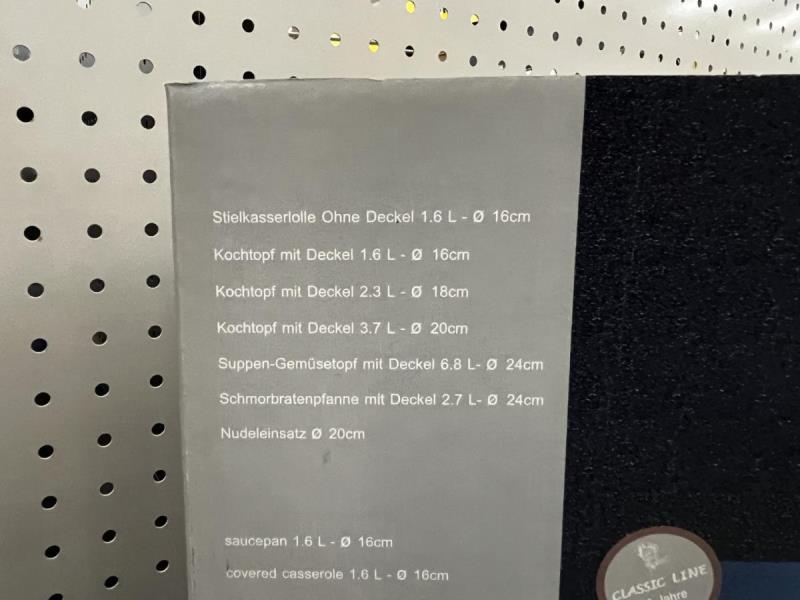 Stielkasserlolle Ohne Deckel 1.6 L - Ø 16cm
Kochtopf mit Deckel 1.6 L - Ø 16cm
Kochtopf mit Deckel 2.3 L - Ø 18cm
Kochtopf mit Deckel 3.7 L - Ø 20cm
Suppen-Gemüsetopf mit Deckel 6.8 L- Ø 24cm
Schmorbratenpfanne mit Deckel 2.7 L- Ø 24cm
Nudeleinsatz Ø 20cm
saucepan 1.6 L - Ø 16cm
covered casserole 1.6 L - Ø 16cm
CLASSIC LINE
Jahre